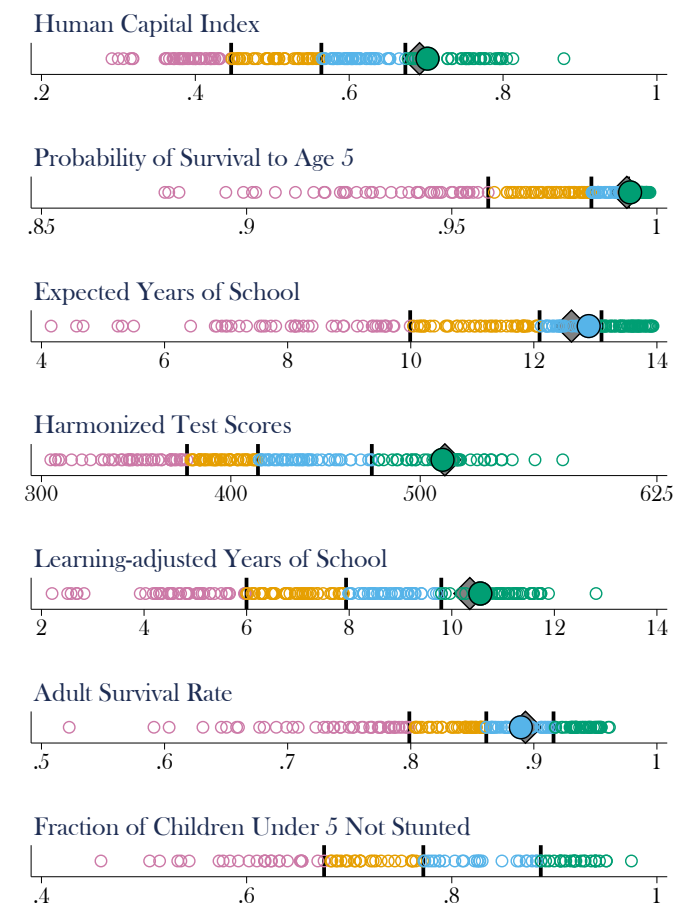 Human Capital Index
.2 .4 .6 .8 1
Probability of Survival to Age 5
.85 .9 .95 1
Expected Years of School
4 6 8 10 12 14
Harmonized Test Scores
300 400 500 625
Learning-adjusted Years of School
2 4 6 8 10 12 14
Adult Survival Rate
.5 .6 .7 .8 .9 1
Fraction of Children Under 5 Not Stunted
.4 .6 .8 1